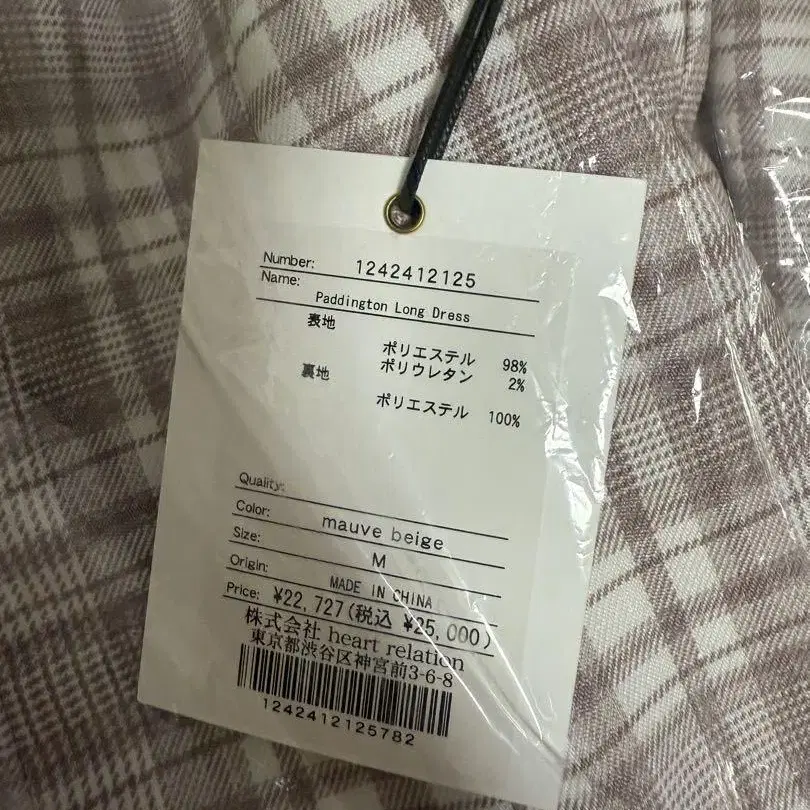 Number: 1242412125
Name:
Paddington Long Dress
表地
ポリエステル 98%
ポリウレタン 2%
裏地
ポリエステル 100%
Quality:
Color: mauve beige
Size: M
Origin: MADE IN CHINA
Price: ¥22,727(税込 ¥25,000)
株式会社 heart relation
東京都渋谷区神宮前3-6-8
1242412125782